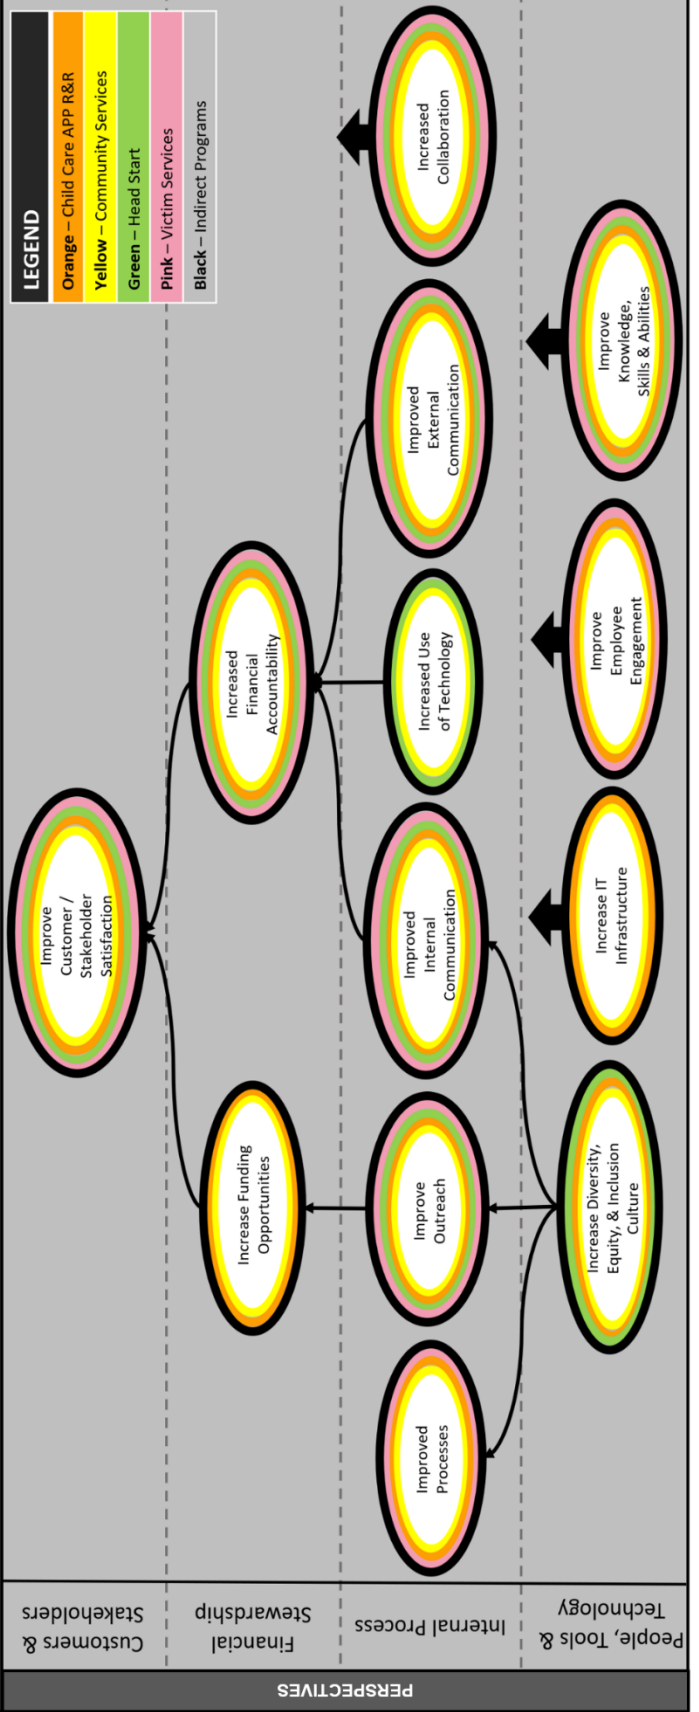 PERSPECTIVES
Customers &
Stakeholders
Improve
Customer /
Stakeholder
Satisfaction
LEGEND
Orange – Child Care APP R&R
Yellow – Community Services
Green – Head Start
Pink – Victim Services
Black – Indirect Programs
Financial
Stewardship
Increase Funding
Opportunities
Increased
Financial
Accountability
Internal Process
Improved
Processes
Improve
Outreach
Improved
Internal
Communication
Increased Use
of Technology
Improved
External
Communication
Increased
Collaboration
People, Tools &
Technology
Increase Diversity,
Equity, & Inclusion
Culture
Increase IT
Infrastructure
Improve
Employee
Engagement
Improve
Knowledge,
Skills & Abilities